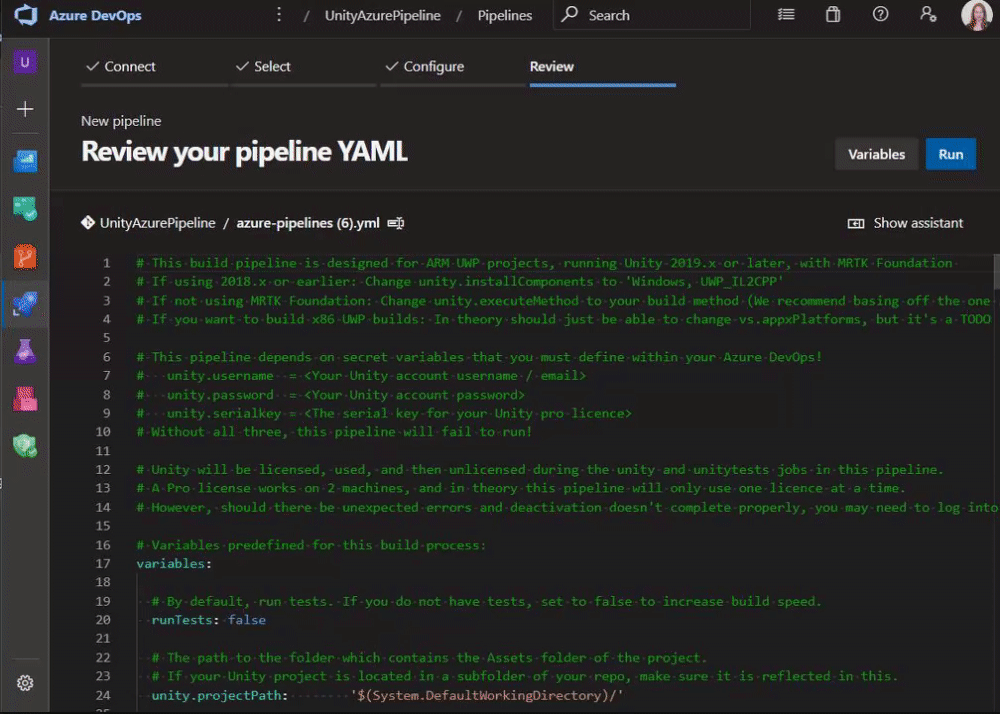 Azure DevOps / UnityAzurePipeline / Pipelines Search
U
Connect Select Configure Review
New pipeline
Review your pipeline YAML
Variables Run
UnityAzurePipeline / azure-pipelines (6).yml Show assistant
1 # This build pipeline is designed for ARM UWP projects, running Unity 2019.x or later, with MRTK Foundation
2 # If using 2018.x or earlier: Change unity.installComponents to 'Windows, UWP_IL2CPP'
3 # If not using MRTK Foundation: Change unity.executeMethod to your build method (We recommend basing off the one
4 # If you want to build x86 UWP builds: In theory should just be able to change vs.appxPlatforms, but it's a TODO
5
6 # This pipeline depends on secret variables that you must define within your Azure DevOps!
7 #   unity.username  = <Your Unity account username / email>
8 #   unity.password  = <Your Unity account password>
9 #   unity.serialkey = <The serial key for your Unity pro licence>
10 # Without all three, this pipeline will fail to run!
11
12 # Unity will be licensed, used, and then unlicensed during the unity and unitytests jobs in this pipeline.
13 # A Pro license works on 2 machines, and in theory this pipeline will only use one licence at a time.
14 # However, should there be unexpected errors and deactivation doesn't complete properly, you may need to log into
15
16 # Variables predefined for this build process:
17 variables:
18
19 # By default, run tests. If you do not have tests, set to false to increase build speed.
20 runTests: false
21
22 # The path to the folder which contains the Assets folder of the project.
23 # If your Unity project is located in a subfolder of repo, make sure it is reflected in this.
24 unity.projectPath: '$(System.DefaultWorkingDirectory)/'